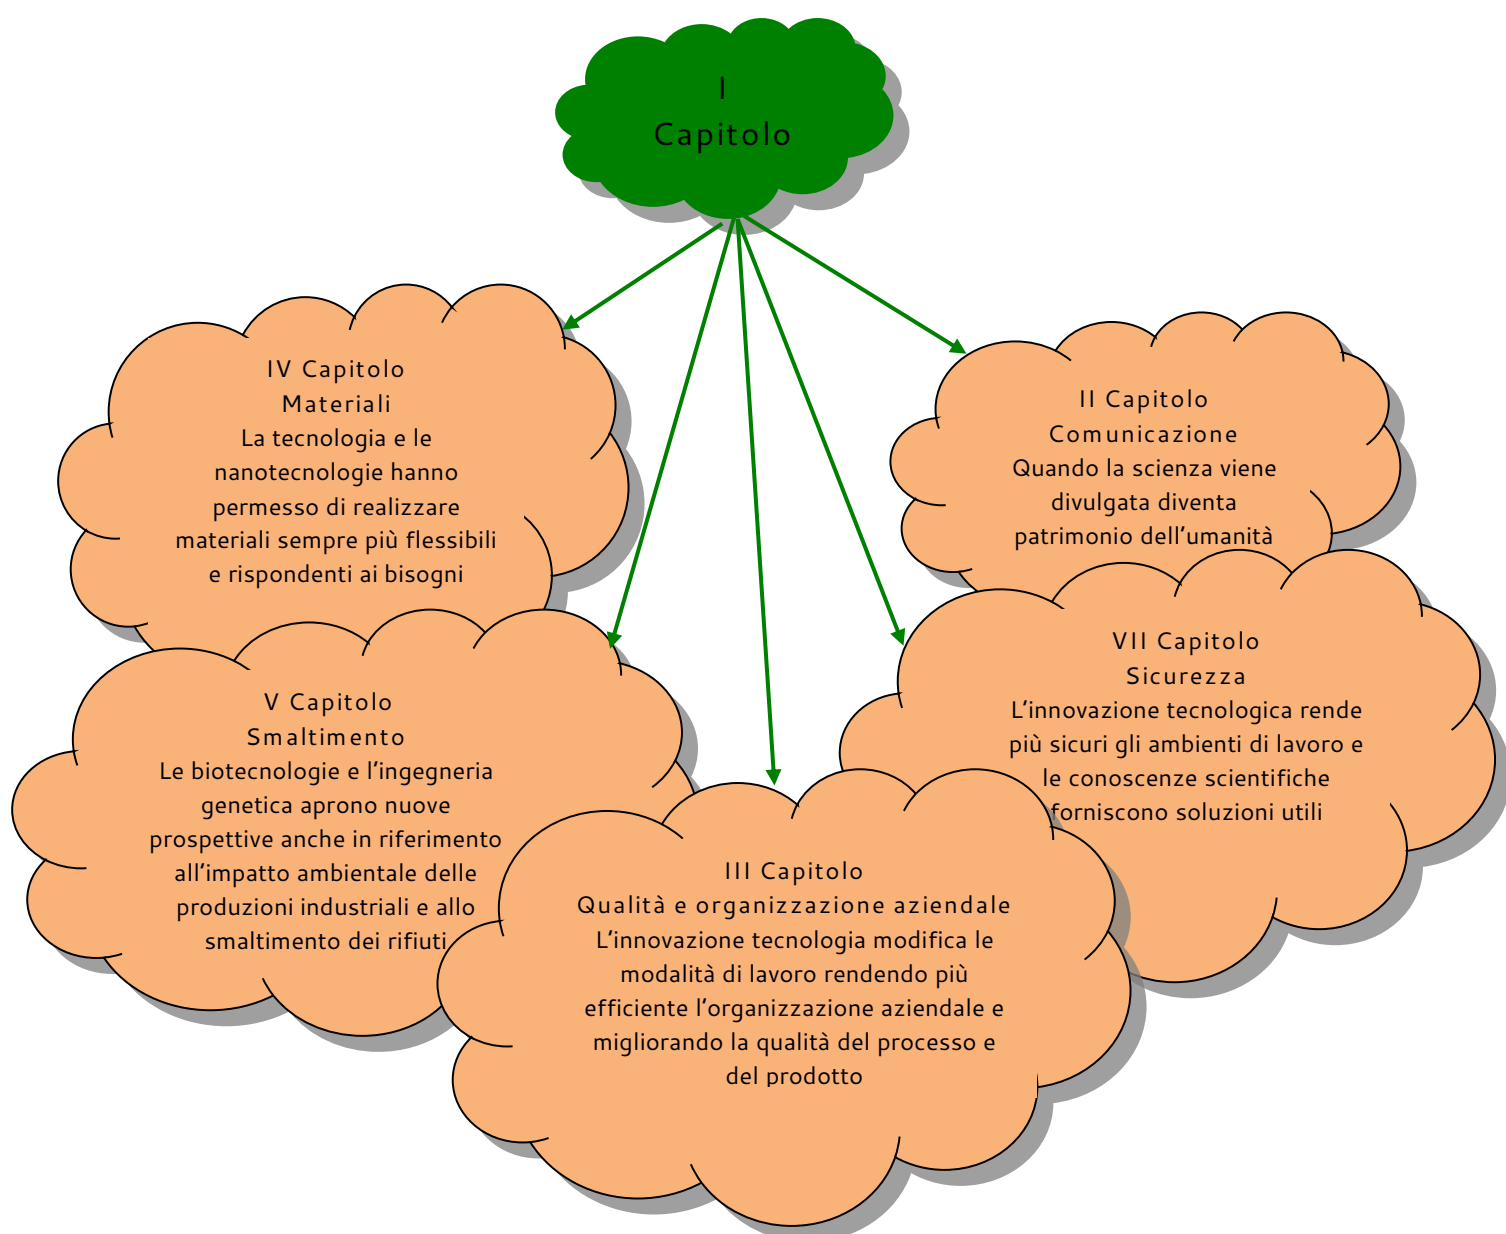 I
Capitolo
IV Capitolo
Materiali
La tecnologia e le
nanotecnologie hanno
permesso di realizzare
materiali sempre più flessibili
e rispondenti ai bisogni
II Capitolo
Comunicazione
Quando la scienza viene
divulgata diventa
patrimonio dell'umanità
VII Capitolo
Sicurezza
L'innovazione tecnologica rende
più sicuri gli ambienti di lavoro e
le conoscenze scientifiche
forniscono soluzioni utili
V Capitolo
Smaltimento
Le biotecnologie e l'ingegneria
genetica aprono nuove
prospettive anche in riferimento
all'impatto ambientale delle
produzioni industriali e allo
smaltimento dei rifiuti
III Capitolo
Qualità e organizzazione aziendale
L'innovazione tecnologia modifica le
modalità di lavoro rendendo più
efficiente l'organizzazione aziendale e
migliorando la qualità del processo e
del prodotto